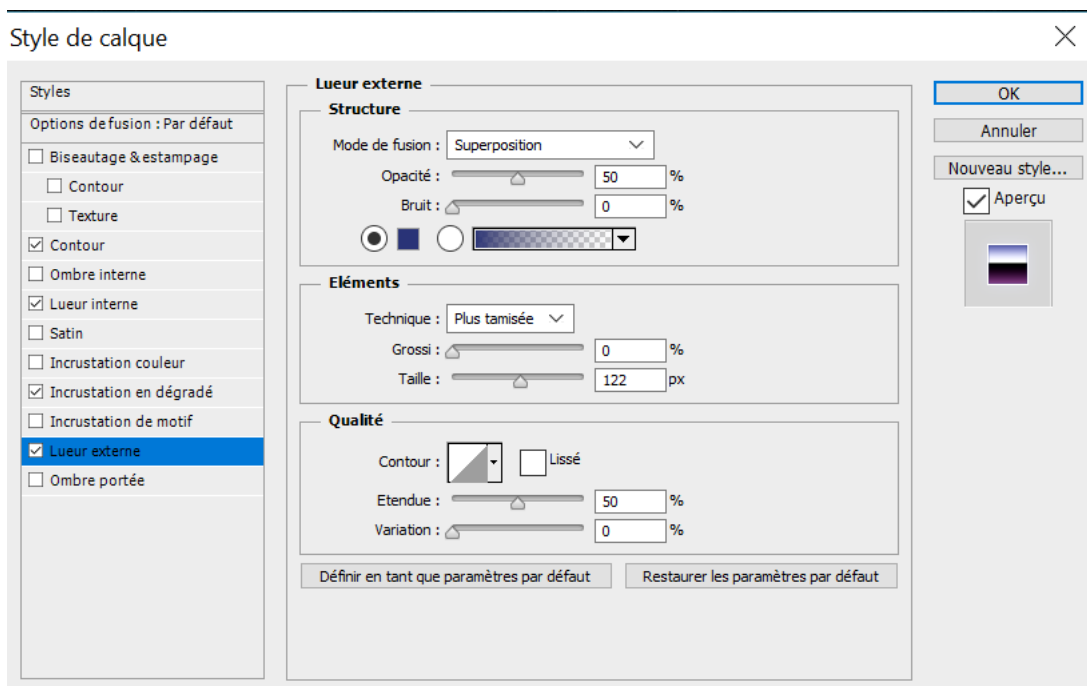 Style de calque
Styles
Options de fusion : Par défaut
Biseautage & estampage
Contour
Texture
Contour
Ombre interne
Lueur interne
Satin
Incrustation couleur
Incrustation en dégradé
Incrustation de motif
Lueur externe
Ombre portée
Lueur externe
Structure
Mode de fusion : Superposition
Opacité : 50 %
Bruit : 0 %
Eléments
Technique : Plus tamisée
Grossi : 0 %
Taille : 122 px
Qualité
Contour : Lissé
Etendue : 50 %
Variation : 0 %
Définir en tant que paramètres par défaut Restaurer les paramètres par défaut
OK
Annuler
Nouveau style...
Aperçu